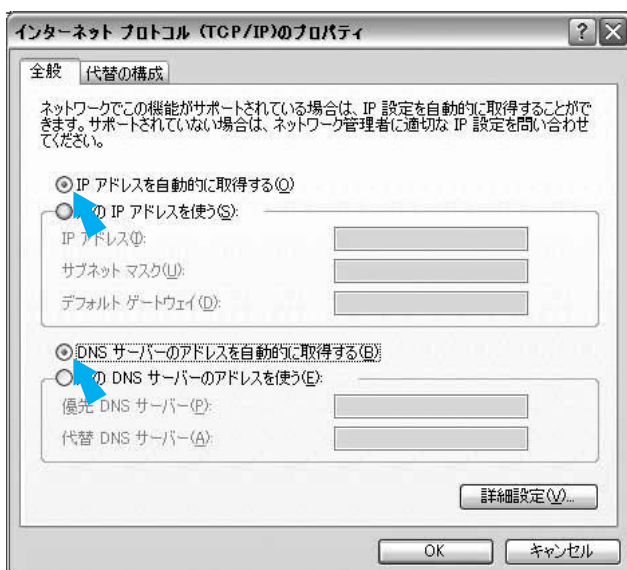 インターネット プロトコル (TCP/IP)のプロパティ
全般
代替の構成
ネットワークでこの機能がサポートされている場合は、IP 設定を自動的に取得することがで
きます。サポートされていない場合は、ネットワーク管理者に適切な IP 設定を問い合わせ
てください。
IP アドレスを自動的に取得する(O)
の IP アドレスを使う(S):
IP アドレス(I):
サブネット マスク(U):
デフォルト ゲートウェイ(D):
DNS サーバーのアドレスを自動的に取得する(B)
の DNS サーバーのアドレスを使う(E):
優先 DNS サーバー(P):
代替 DNS サーバー(A):
詳細設定(V)...
OK
キャンセル